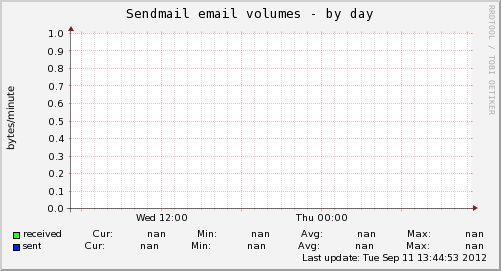 Sendmail email volumes - by day
RRDTOOL / TOBI OETIKER
bytes/minute
1.0
0.9
0.8
0.7
0.6
0.5
0.4
0.3
0.2
0.1
0.0
Wed 12:00 Thu 00:00
received Cur: nan Min: nan Avg: nan Max: nan
sent Cur: nan Min: nan Avg: nan Max: nan
Last update: Tue Sep 11 13:44:53 2012